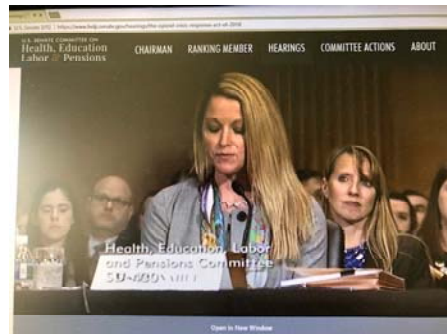 U.S. SENATE COMMITTEE ON
Health, Education
Labor & Pensions
CHAIRMAN
RANKING MEMBER
HEARINGS
COMMITTEE ACTIONS
ABOUT
Health, Education, Labor
and Pensions Committee
Open in New Window